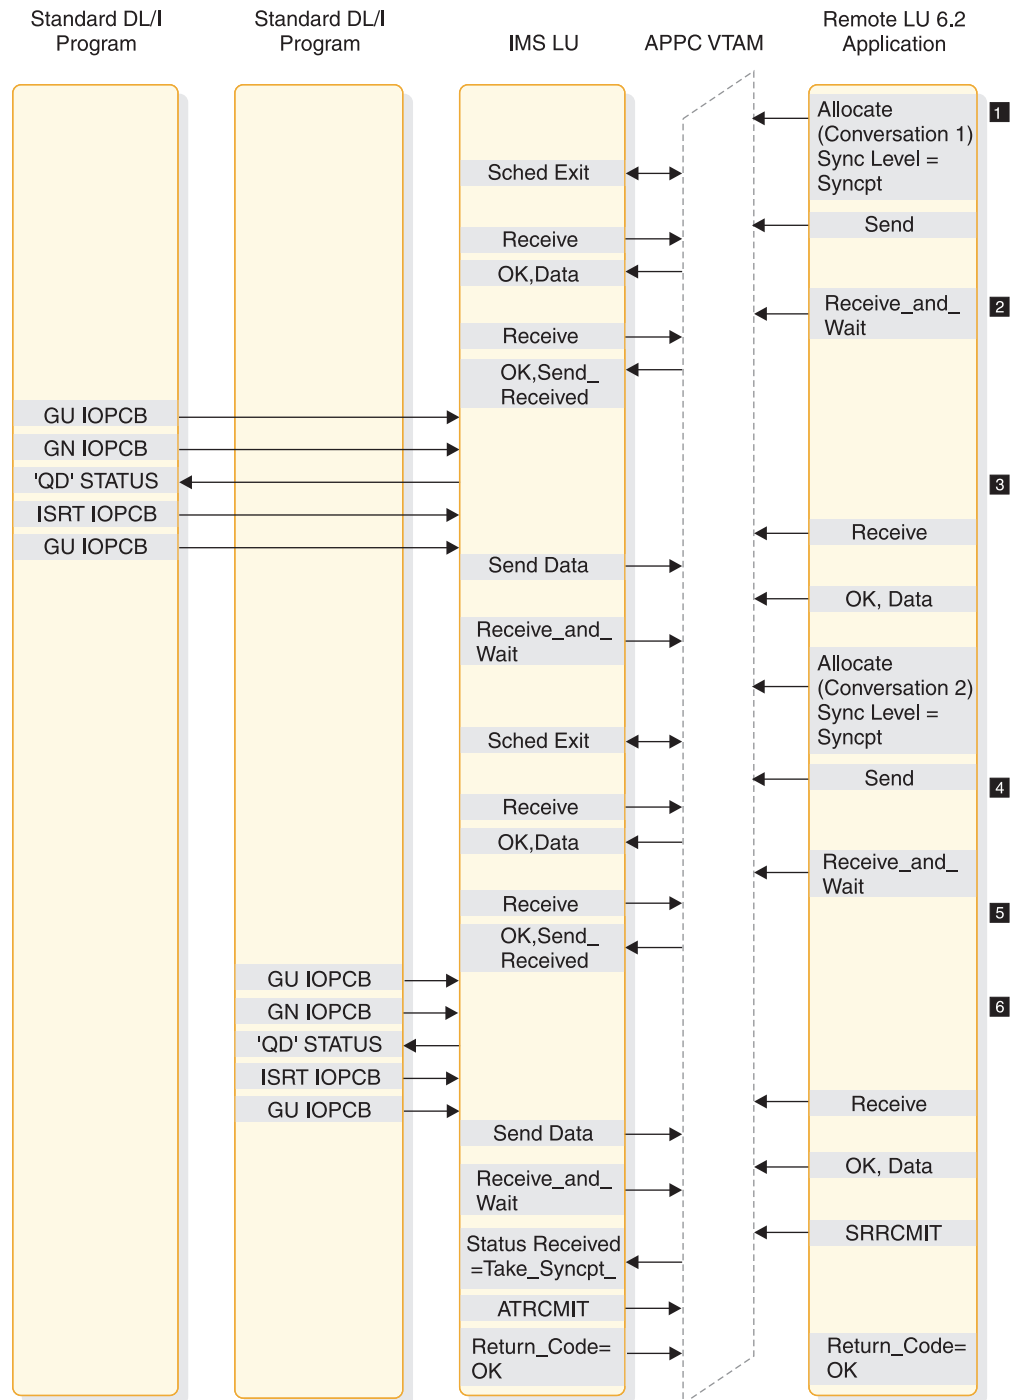 Standard DL/I
Program
Standard DL/I
Program
IMS LU
APPC VTAM
Remote LU 6.2
Application
Allocate
(Conversation 1)
Sync Level =
Syncpt
1
Sched Exit
Send
Receive
OK,Data
Receive_and_
Wait
2
Receive
OK,Send_
Received
GU IOPCB
GN IOPCB
'QD' STATUS
3
ISRT IOPCB
Receive
GU IOPCB
Send Data
OK, Data
Receive_and_
Wait
Allocate
(Conversation 2)
Sync Level =
Syncpt
Sched Exit
Send
4
Receive
OK,Data
Receive_and_
Wait
Receive
5
OK,Send_
Received
GU IOPCB
GN IOPCB
6
'QD' STATUS
ISRT IOPCB
Receive
GU IOPCB
Send Data
OK, Data
Receive_and_
Wait
SRRCMIT
Status Received
=Take_Syncpt_
ATRCMIT
Return_Code=
OK
Return_Code=
OK